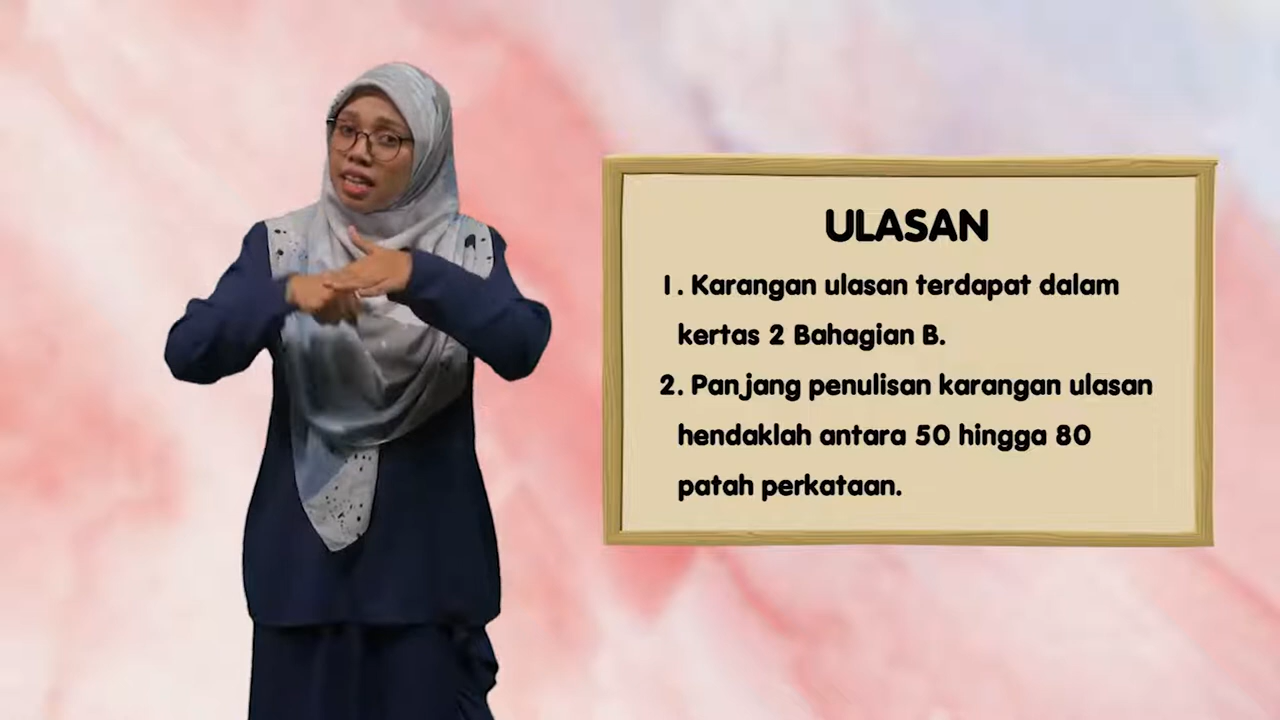 ULASAN
1. Karangan ulasan terdapat dalam
kertas 2 Bahagian B.
2. Panjang penulisan karangan ulasan
hendaklah antara 50 hingga 80
patah perkataan.